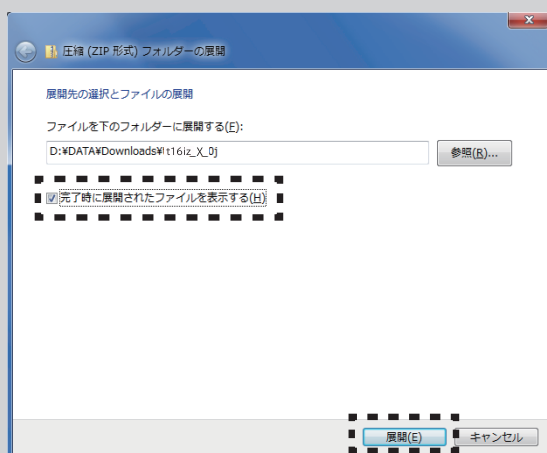 圧縮 (ZIP 形式) フォルダーの展開
展開先の選択とファイルの展開
ファイルを下のフォルダーに展開する(F):
D:¥DATA¥Downloads¥lt16iz_X_0j
参照(R)...
完了時に展開されたファイルを表示する(H)
展開(E)
キャンセル